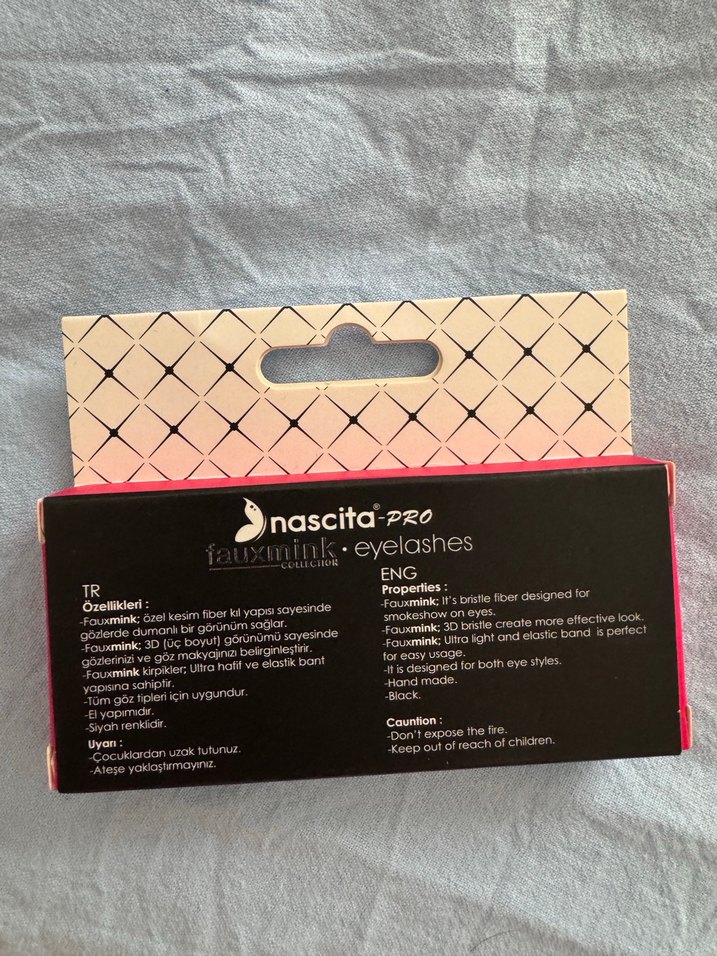 nascita®-PRO
fauxmink • eyelashes
COLLECTION
TR
Özellikleri :
-Fauxmink; özel kesim fiber kıl yapısı sayesinde
gözlerde dumanlı bir görünüm sağlar.
-Fauxmink; 3D (üç boyut) görünümü sayesinde
gözlerinizi ve göz makyajınızı belirginleştirir.
-Fauxmink kirpikler; Ultra hafif ve elastik bant
yapısına sahiptir.
-Tüm göz tipleri için uygundur.
-El yapımıdır.
-Siyah renklidir.
Uyarı :
-Çocuklardan uzak tutunuz.
-Ateşe yaklaştırmayınız.
ENG
Properties :
-Fauxmink; It's bristle fiber designed for
smokeshow on eyes.
-Fauxmink; 3D bristle create more effective look.
-Fauxmink; Ultra light and elastic band is perfect
for easy usage.
-It is designed for both eye styles.
-Hand made.
-Black.
Cauntion :
-Don't expose the fire.
-Keep out of reach of children.